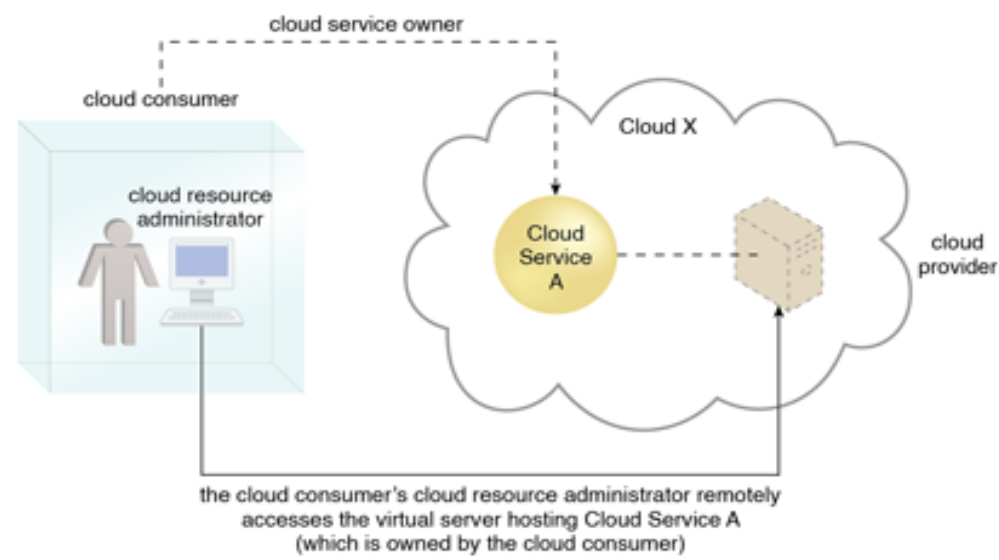 cloud service owner
cloud consumer
Cloud X
cloud resource
administrator
Cloud
Service
A
cloud
provider
the cloud consumer's cloud resource administrator remotely
accesses the virtual server hosting Cloud Service A
(which is owned by the cloud consumer)